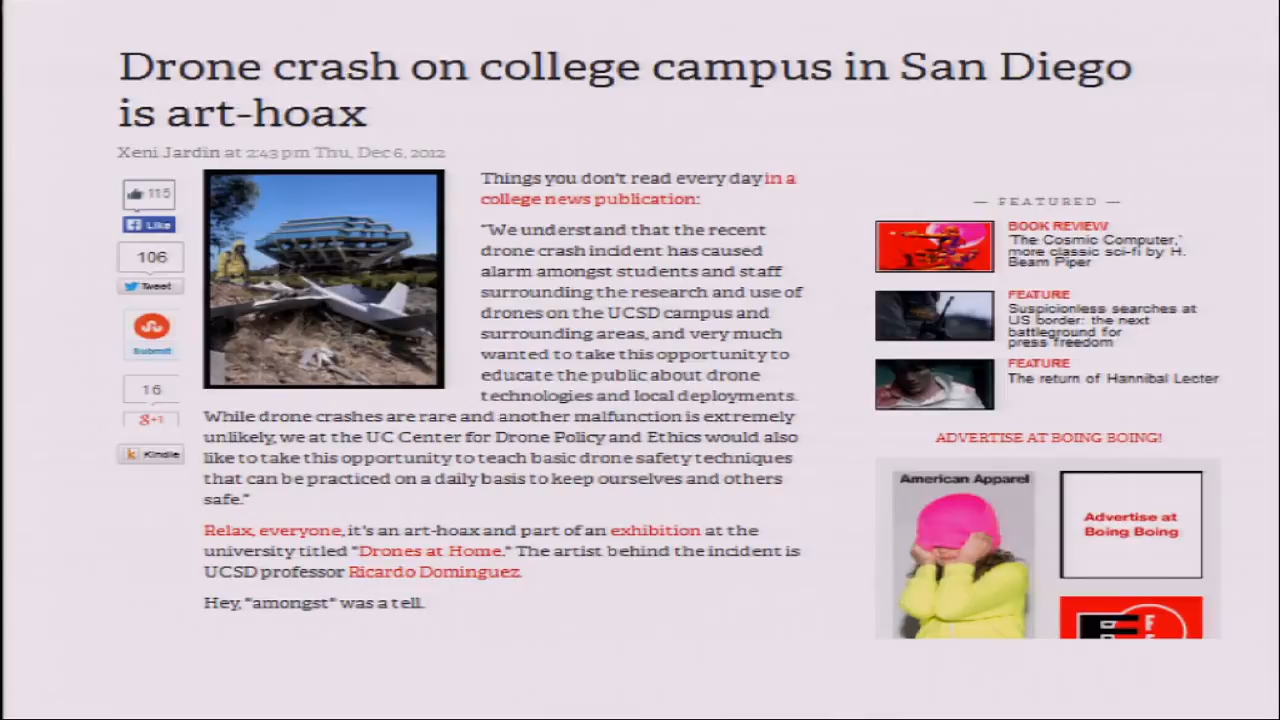 Drone crash on college campus in San Diego
is art-hoax
Xeni Jardin at 2:43 pm Thu, Dec 6, 2012
115
Like
106
Tweet
Submit
16
g+1
Kindle
Things you don't read every day in a
college news publication:
"We understand that the recent
drone crash incident has caused
alarm amongst students and staff
surrounding the research and use of
drones on the UCSD campus and
surrounding areas, and very much
wanted to take this opportunity to
educate the public about drone
technologies and local deployments.
While drone crashes are rare and another malfunction is extremely
unlikely, we at the UC Center for Drone Policy and Ethics would also
like to take this opportunity to teach basic drone safety techniques
that can be practiced on a daily basis to keep ourselves and others
safe."
Relax, everyone, it's an art-hoax and part of an exhibition at the
university titled "Drones at Home." The artist behind the incident is
UCSD professor Ricardo Dominguez.
Hey, "amongst" was a tell.
— FEATURED —
BOOK REVIEW
'The Cosmic Computer,'
more classic sci-fi by H.
Beam Piper
FEATURE
Suspicionless searches at
US border: the next
battleground for
press freedom
FEATURE
The return of Hannibal Lecter
ADVERTISE AT BOING BOING!
American Apparel
Advertise at
Boing Boing